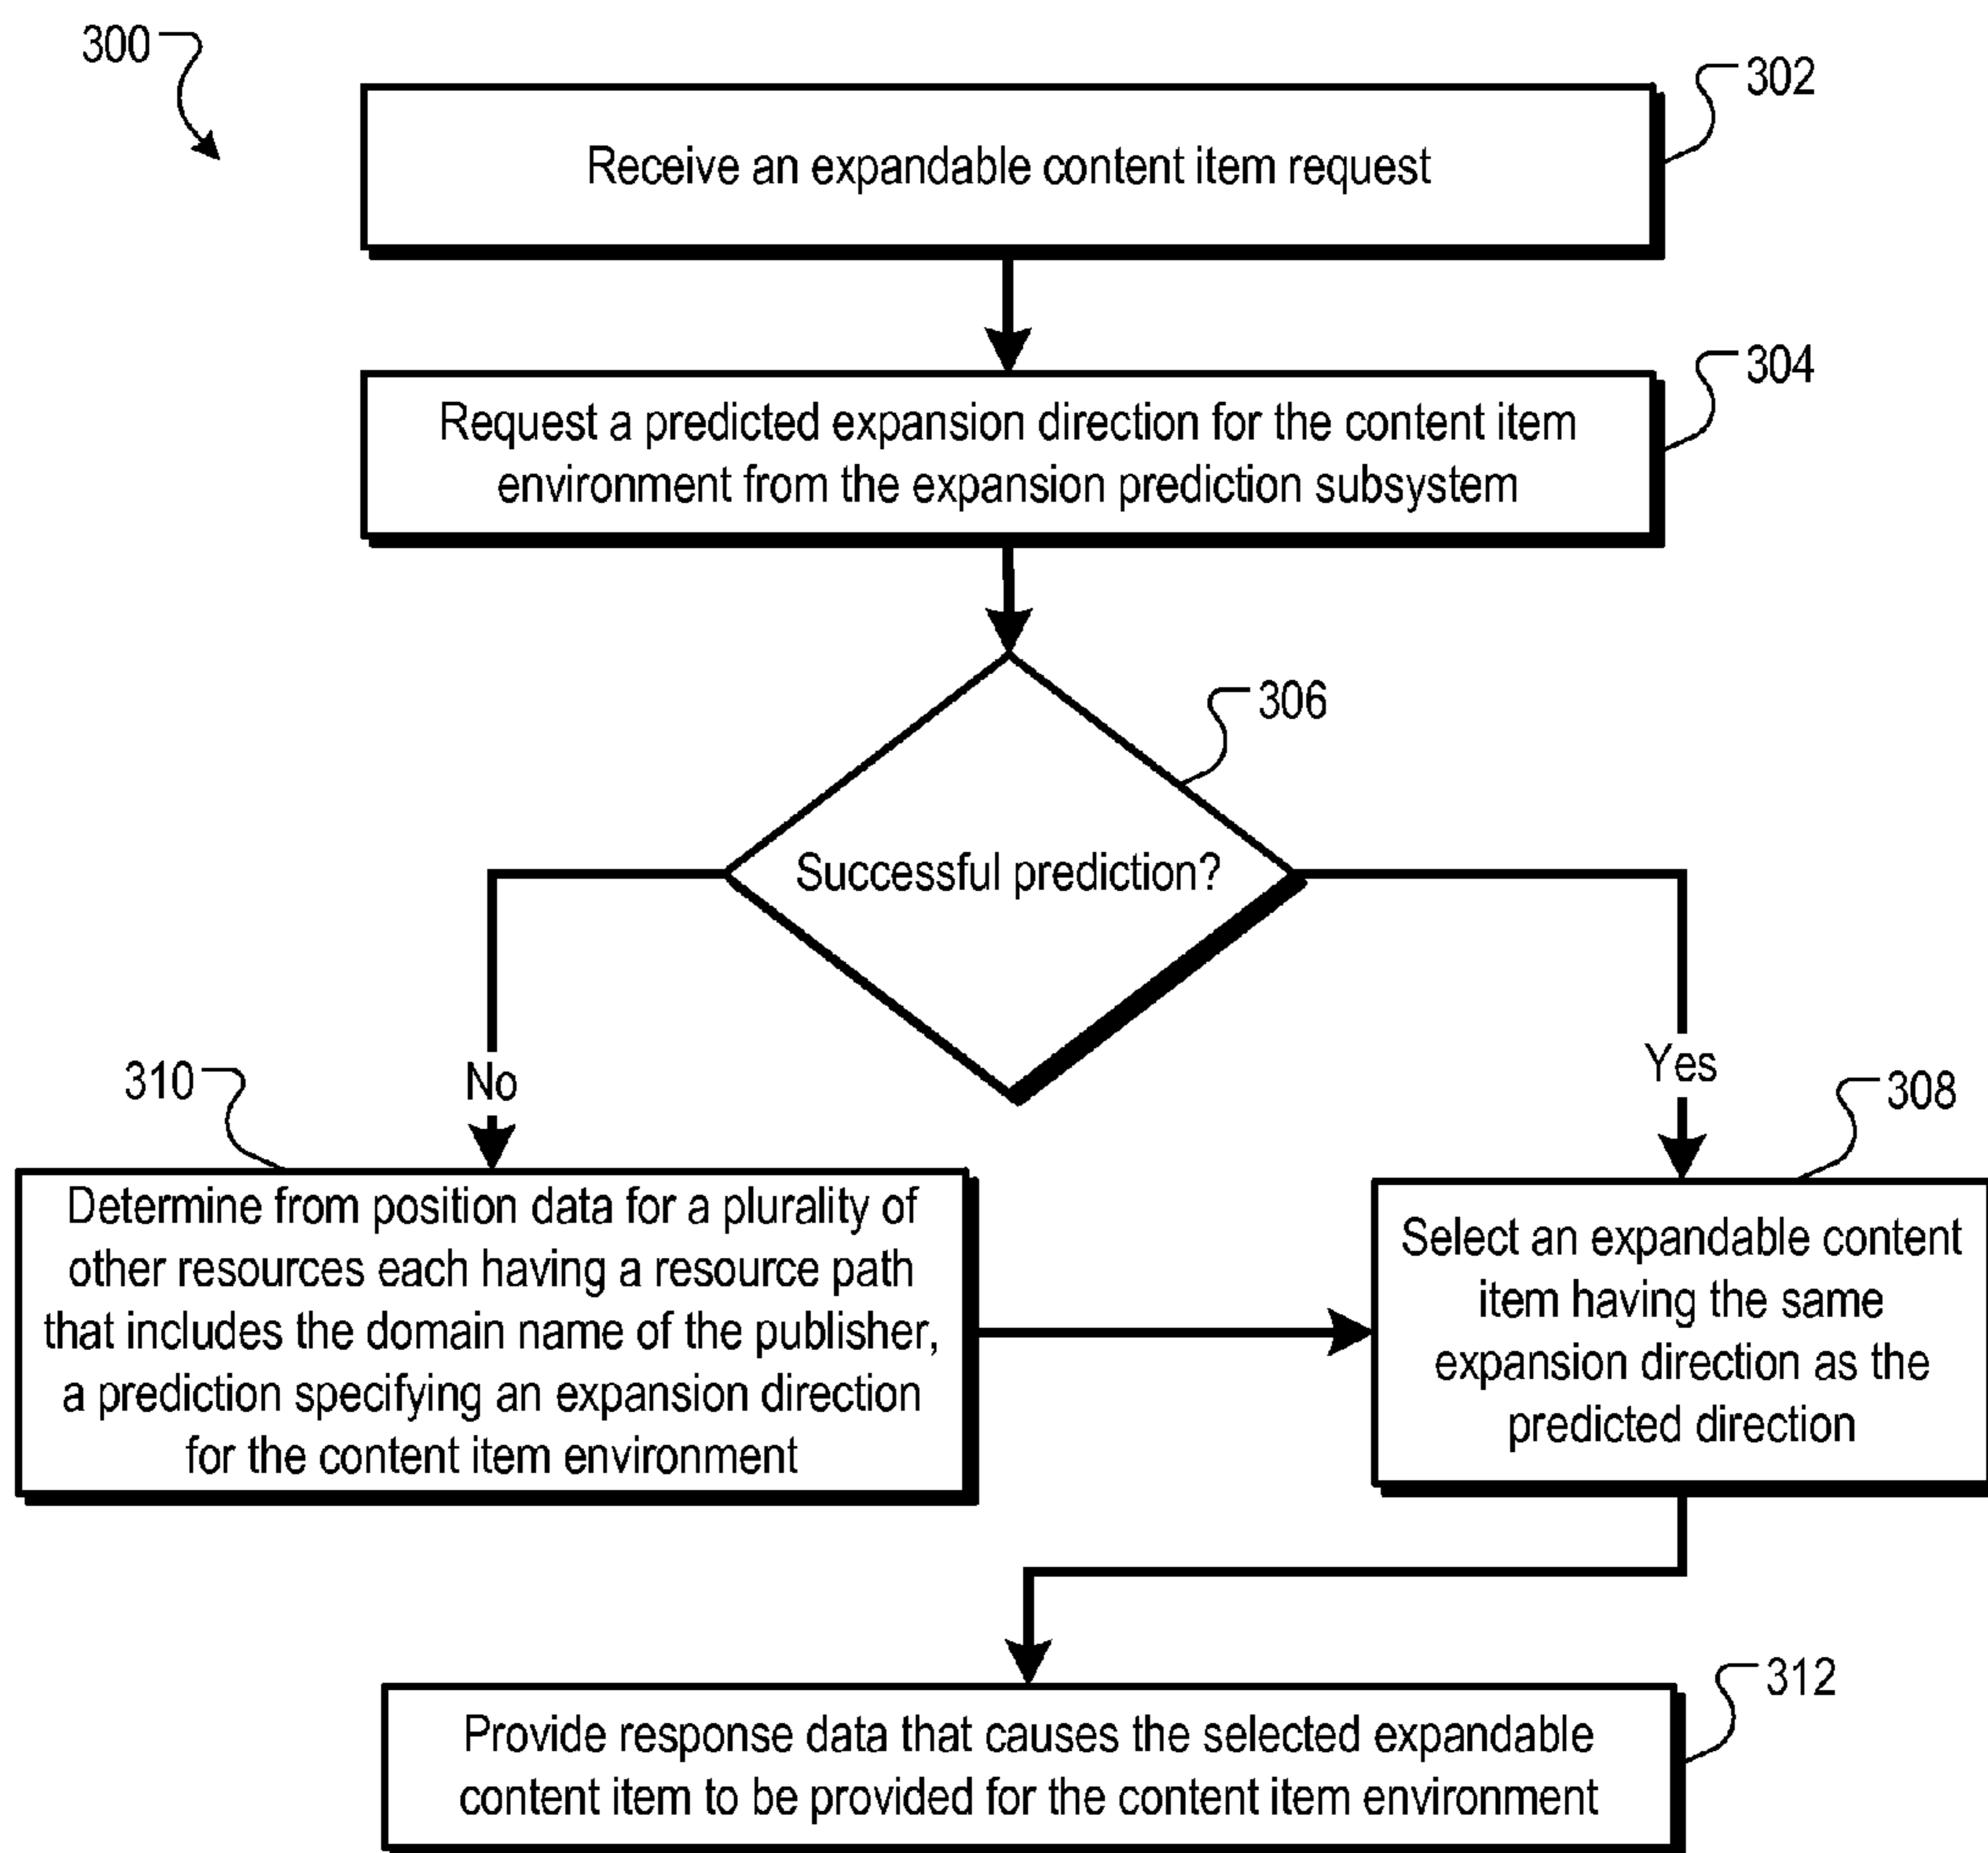 300
302
Receive an expandable content item request
304
Request a predicted expansion direction for the content item
environment from the expansion prediction subsystem
306
Successful prediction?
No
Yes
310
308
Determine from position data for a plurality of
other resources each having a resource path
that includes the domain name of the publisher,
a prediction specifying an expansion direction
for the content item environment
Select an expandable content
item having the same
expansion direction as the
predicted direction
312
Provide response data that causes the selected expandable
content item to be provided for the content item environment